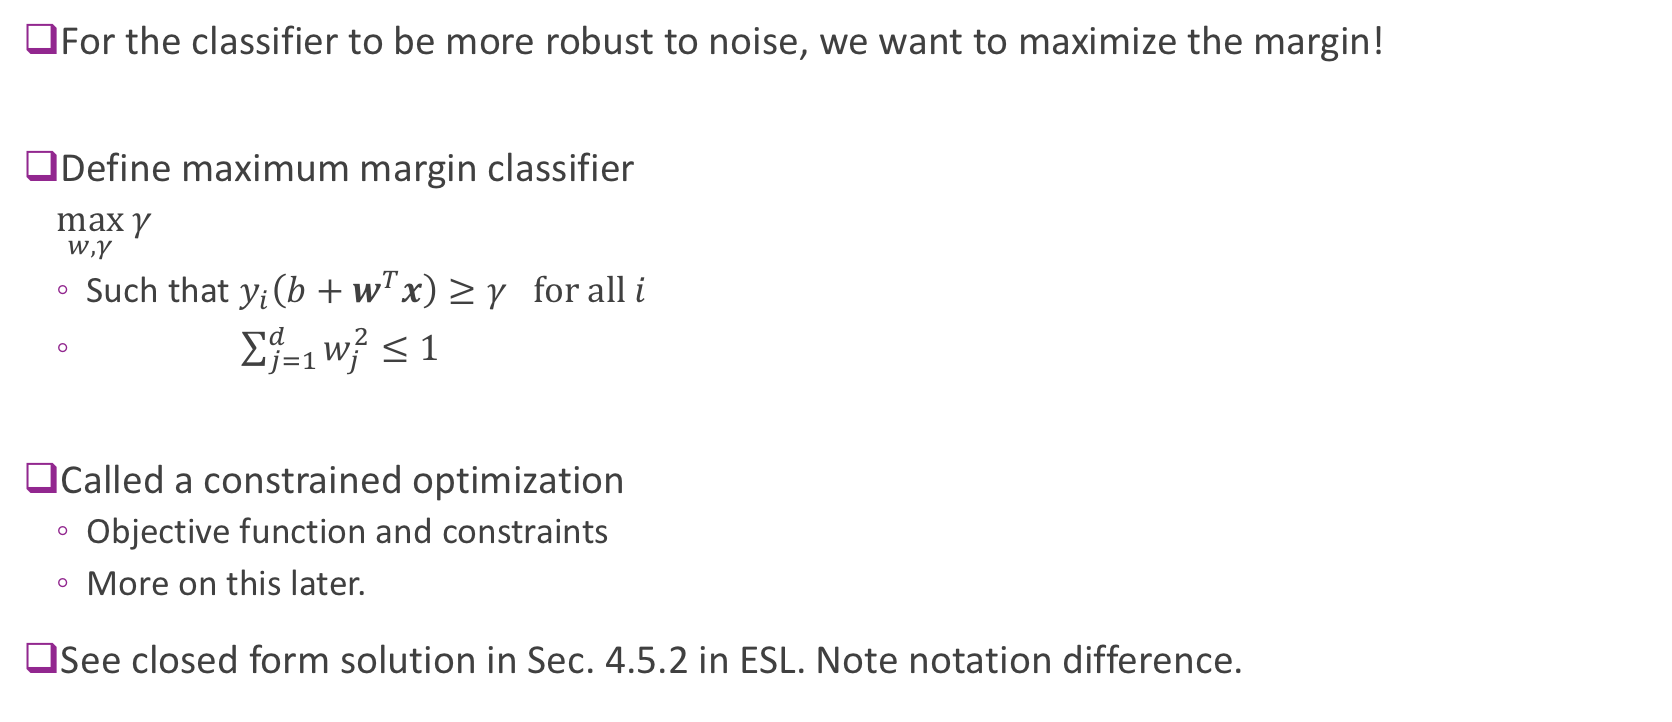 ❑For the classifier to be more robust to noise, we want to maximize the margin!
❑Define maximum margin classifier
max γ
w,γ
◦ Such that yᵢ(b + wᵀx) ≥ γ for all i
◦ ∑ᵈⱼ₌₁ wⱼ² ≤ 1
❑Called a constrained optimization
◦ Objective function and constraints
◦ More on this later.
❑See closed form solution in Sec. 4.5.2 in ESL. Note notation difference.